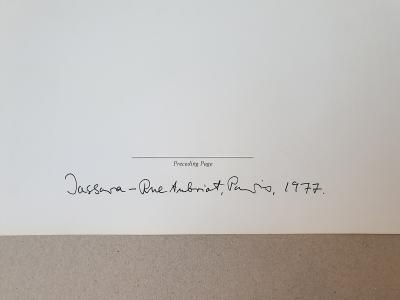 Preceding Page
Jassara – Rue Aubriot, Paris, 1977.